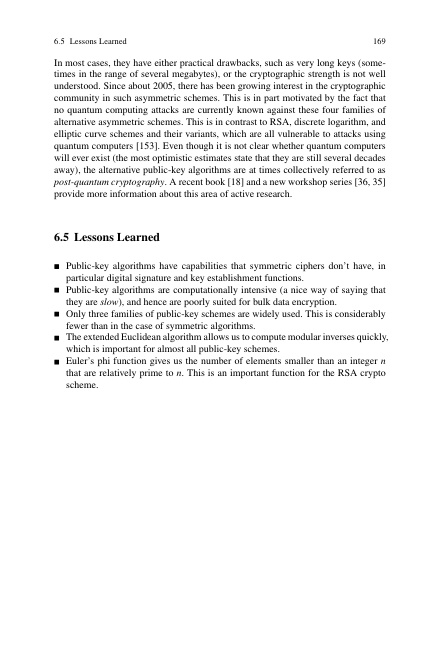 6.5 Lessons Learned 169
In most cases, they have either practical drawbacks, such as very long keys (some-
times in the range of several megabytes), or the cryptographic strength is not well
understood. Since about 2005, there has been growing interest in the cryptographic
community in such asymmetric schemes. This is in part motivated by the fact that
no quantum computing attacks are currently known against these four families of
alternative asymmetric schemes. This is in contrast to RSA, discrete logarithm, and
elliptic curve schemes and their variants, which are all vulnerable to attacks using
quantum computers [153]. Even though it is not clear whether quantum computers
will ever exist (the most optimistic estimates state that they are still several decades
away), the alternative public-key algorithms are at times collectively referred to as
post-quantum cryptography. A recent book [18] and a new workshop series [36, 35]
provide more information about this area of active research.
6.5 Lessons Learned
■ Public-key algorithms have capabilities that symmetric ciphers don't have, in
particular digital signature and key establishment functions.
■ Public-key algorithms are computationally intensive (a nice way of saying that
they are slow), and hence are poorly suited for bulk data encryption.
■ Only three families of public-key schemes are widely used. This is considerably
fewer than in the case of symmetric algorithms.
■ The extended Euclidean algorithm allows us to compute modular inverses quickly,
which is important for almost all public-key schemes.
■ Euler's phi function gives us the number of elements smaller than an integer n
that are relatively prime to n. This is an important function for the RSA crypto
scheme.